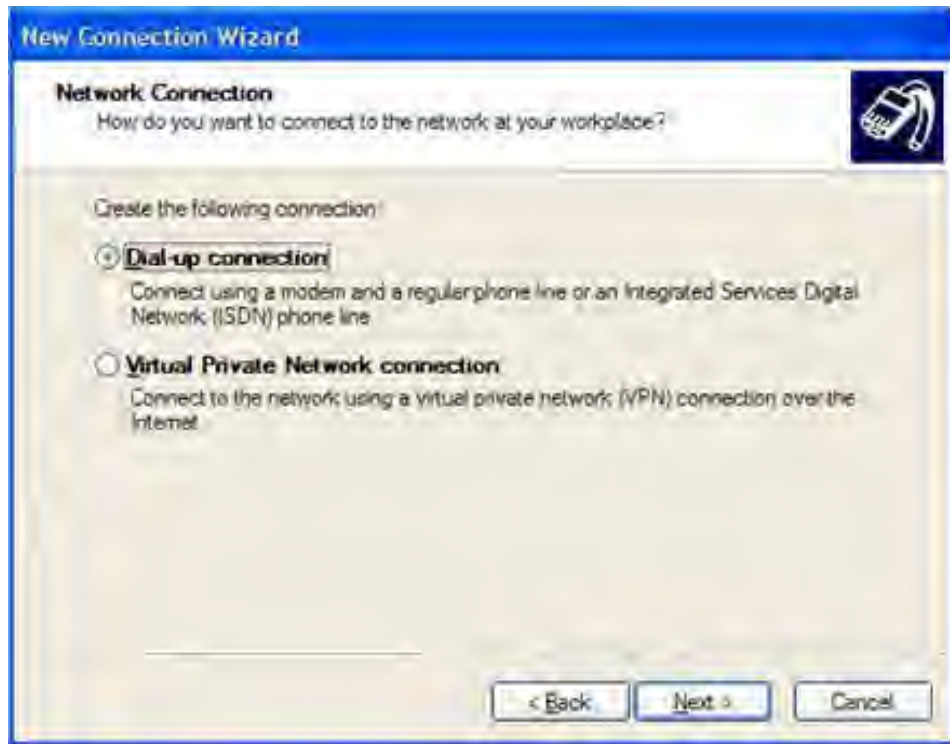 New Connection Wizard
Network Connection
How do you want to connect to the network at your workplace?
Create the following connection:
Dial-up connection
Connect using a modem and a regular phone line or an Integrated Services Digital
Network (ISDN) phone line
Virtual Private Network connection
Connect to the network using a virtual private network (VPN) connection over the
Internet
< Back
Next >
Cancel